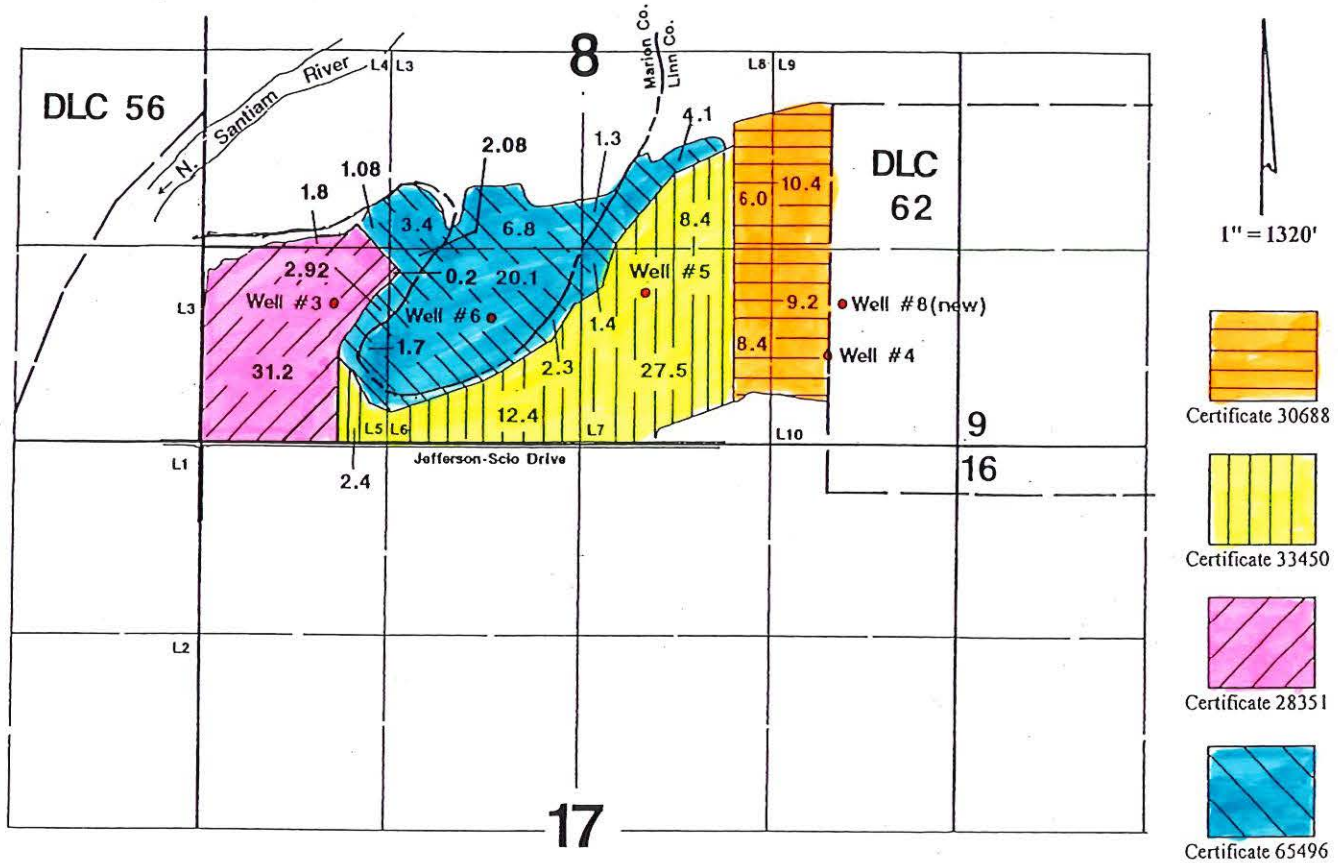 8
Marion Co.
Linn Co.
L4 L3
L8 L9
DLC 56
N. Santiam River
4.1
1.3
2.08
1.08
1.8
DLC
62
10.4
6.0
3.4
6.8
8.4
1" = 1320'
2.92
0.2
20.1
Well #5
L3
Well #3
Well #6
9.2
Well #8 (new)
1.4
8.4
Well #4
1.7
2.3
31.2
27.5
12.4
Certificate 30688
L5 L6
L7
L10
9
Jefferson-Scio Drive
L1
16
2.4
Certificate 33450
L2
Certificate 28351
17
Certificate 65496